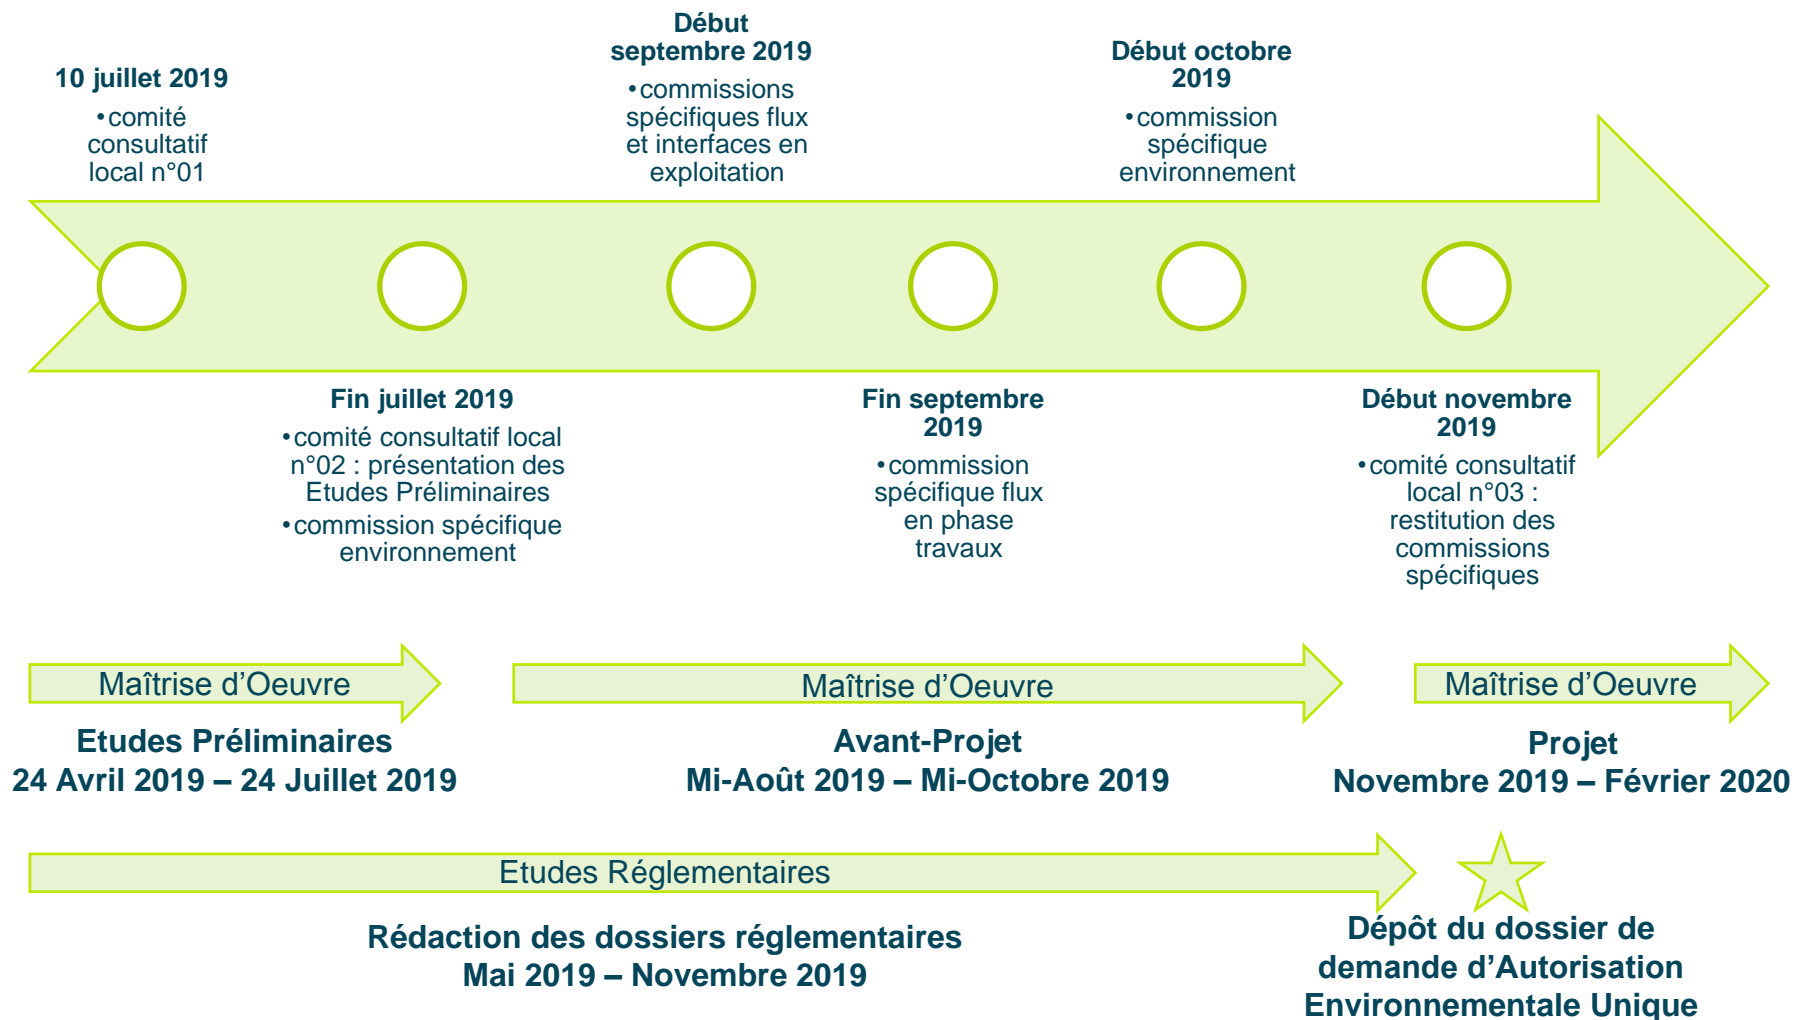 10 juillet 2019
•comité
consultatif
local n°01
Début
septembre 2019
•commissions
spécifiques flux
et interfaces en
exploitation
Début octobre
2019
•commission
spécifique
environnement
Fin juillet 2019
•comité consultatif local
n°02 : présentation des
Etudes Préliminaires
•commission spécifique
environnement
Fin septembre
2019
•commission
spécifique flux
en phase
travaux
Début novembre
2019
•comité consultatif
local n°03 :
restitution des
commissions
spécifiques
Maîtrise d’Oeuvre
Etudes Préliminaires
24 Avril 2019 – 24 Juillet 2019
Maîtrise d’Oeuvre
Avant-Projet
Mi-Août 2019 – Mi-Octobre 2019
Maîtrise d’Oeuvre
Projet
Novembre 2019 – Février 2020
Etudes Réglementaires
Rédaction des dossiers réglementaires
Mai 2019 – Novembre 2019
Dépôt du dossier de
demande d’Autorisation
Environnementale Unique